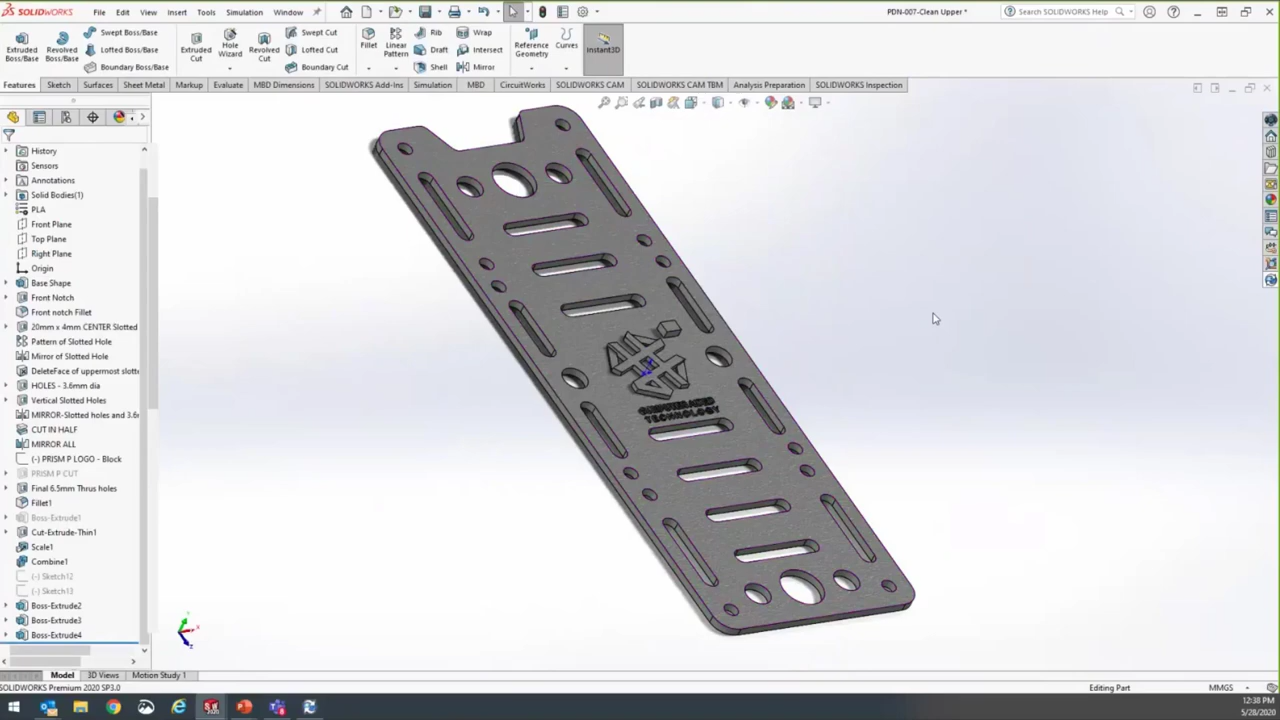 SOLIDWORKS File Edit View Insert Tools Simulation Window PDN-007-Clean Upper * Search SOLIDWORKS Help
Extruded Boss/Base Revolved Boss/Base Swept Boss/Base Lofted Boss/Base Boundary Boss/Base Extruded Cut Hole Wizard Revolved Cut Swept Cut Lofted Cut Boundary Cut Fillet Linear Pattern Rib Draft Shell Wrap Intersect Mirror Reference Geometry Curves Instant3D
Features Sketch Surfaces Sheet Metal Markup Evaluate MBD Dimensions SOLIDWORKS Add-Ins Simulation MBD CircuitWorks SOLIDWORKS CAM SOLIDWORKS CAM TBM Analysis Preparation SOLIDWORKS Inspection
History
Sensors
Annotations
Solid Bodies(1)
PLA
Front Plane
Top Plane
Right Plane
Origin
Base Shape
Front Notch
Front notch Fillet
20mm x 4mm CENTER Slotted
Pattern of Slotted Hole
Mirror of Slotted Hole
DeleteFace of uppermost slott
HOLES - 3.6mm dia
Vertical Slotted Holes
MIRROR-Slotted holes and 3.6
CUT IN HALF
MIRROR ALL
(-) PRISM P LOGO - Block
PRISM P CUT
Final 6.5mm Thrus holes
Fillet1
Boss-Extrude1
Cut-Extrude-Thin1
Scale1
Combine1
(-) Sketch12
(-) Sketch13
Boss-Extrude2
Boss-Extrude3
Boss-Extrude4
COMPUTER AIDED
TECHNOLOGY
Model 3D Views Motion Study 1
SOLIDWORKS Premium 2020 SP3.0 Editing Part MMGS
12:38 PM
5/28/2020